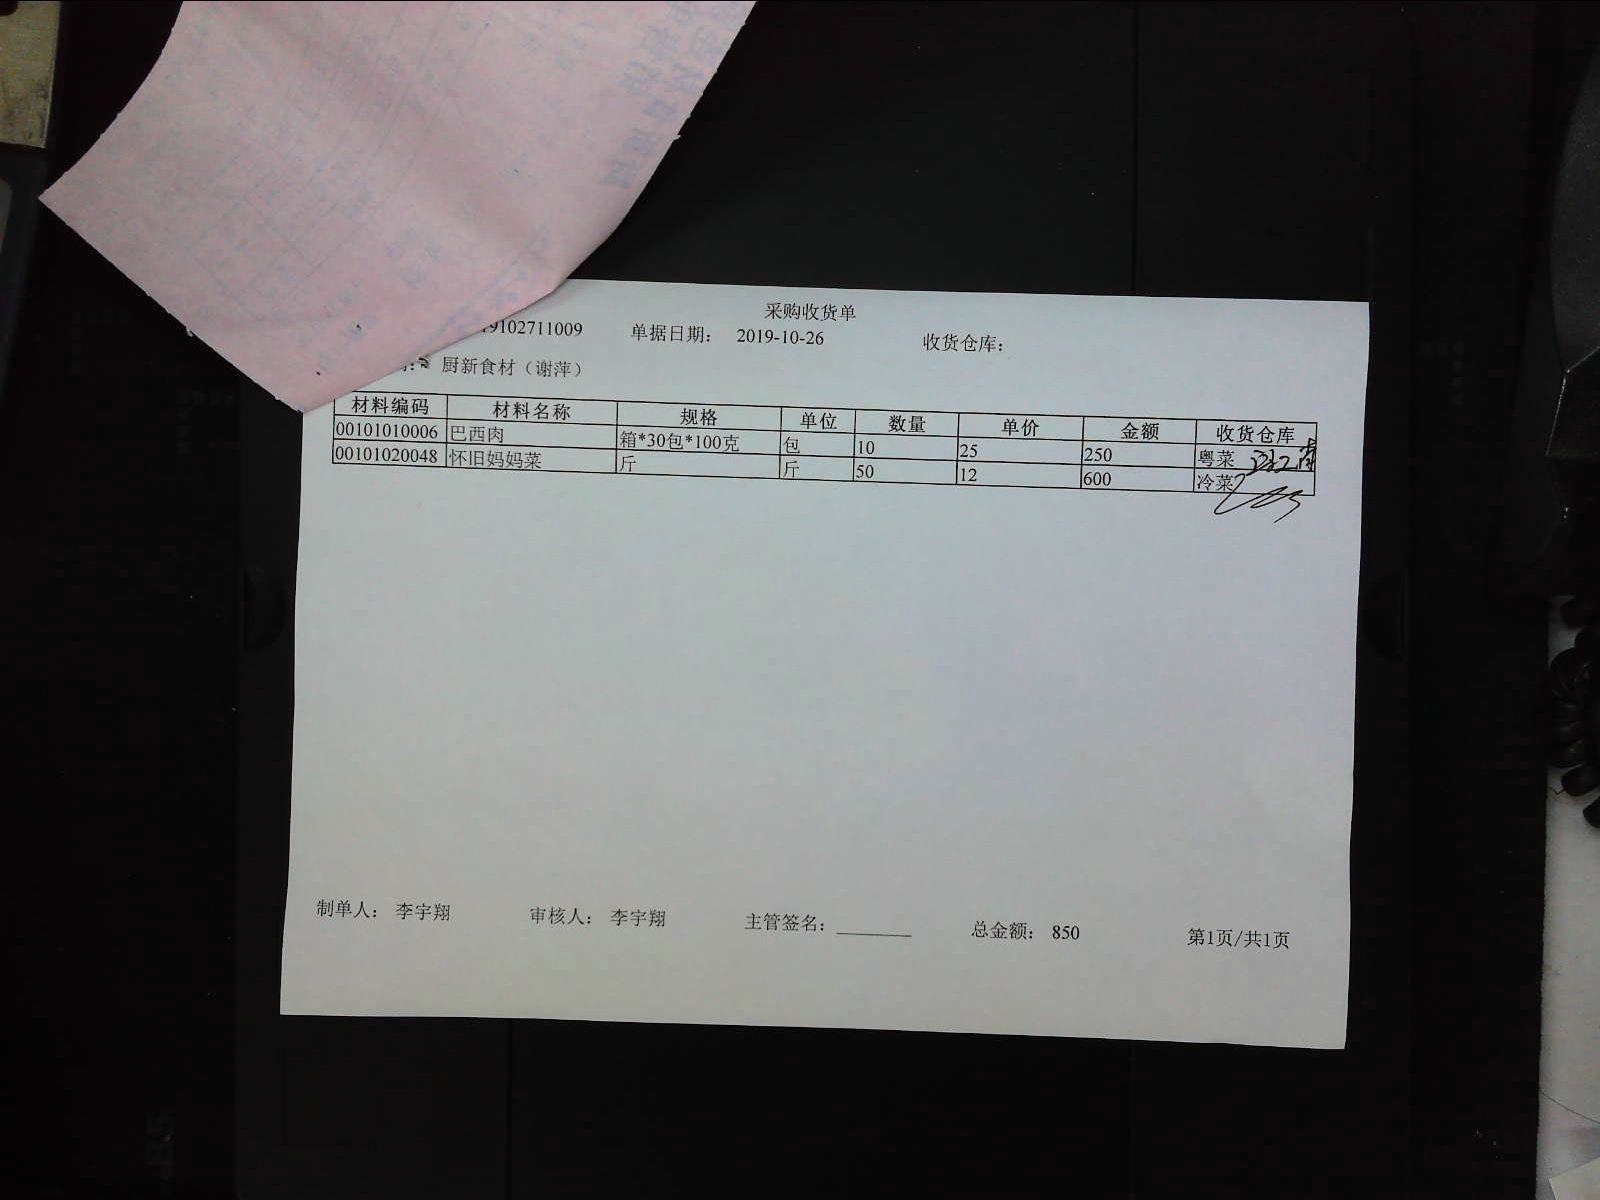 采购收货单
19102711009 单据日期： 2019-10-26 收货仓库：
厨新食材（谢萍）
材料编码 材料名称 规格 单位 数量 单价 金额 收货仓库
00101010006 巴西肉 箱*30包*100克 包 10 25 250 粤菜
00101020048 怀旧妈妈菜 斤 斤 50 12 600 冷菜
制单人： 李宇翔 审核人： 李宇翔 主管签名： 总金额： 850 第1页/共1页